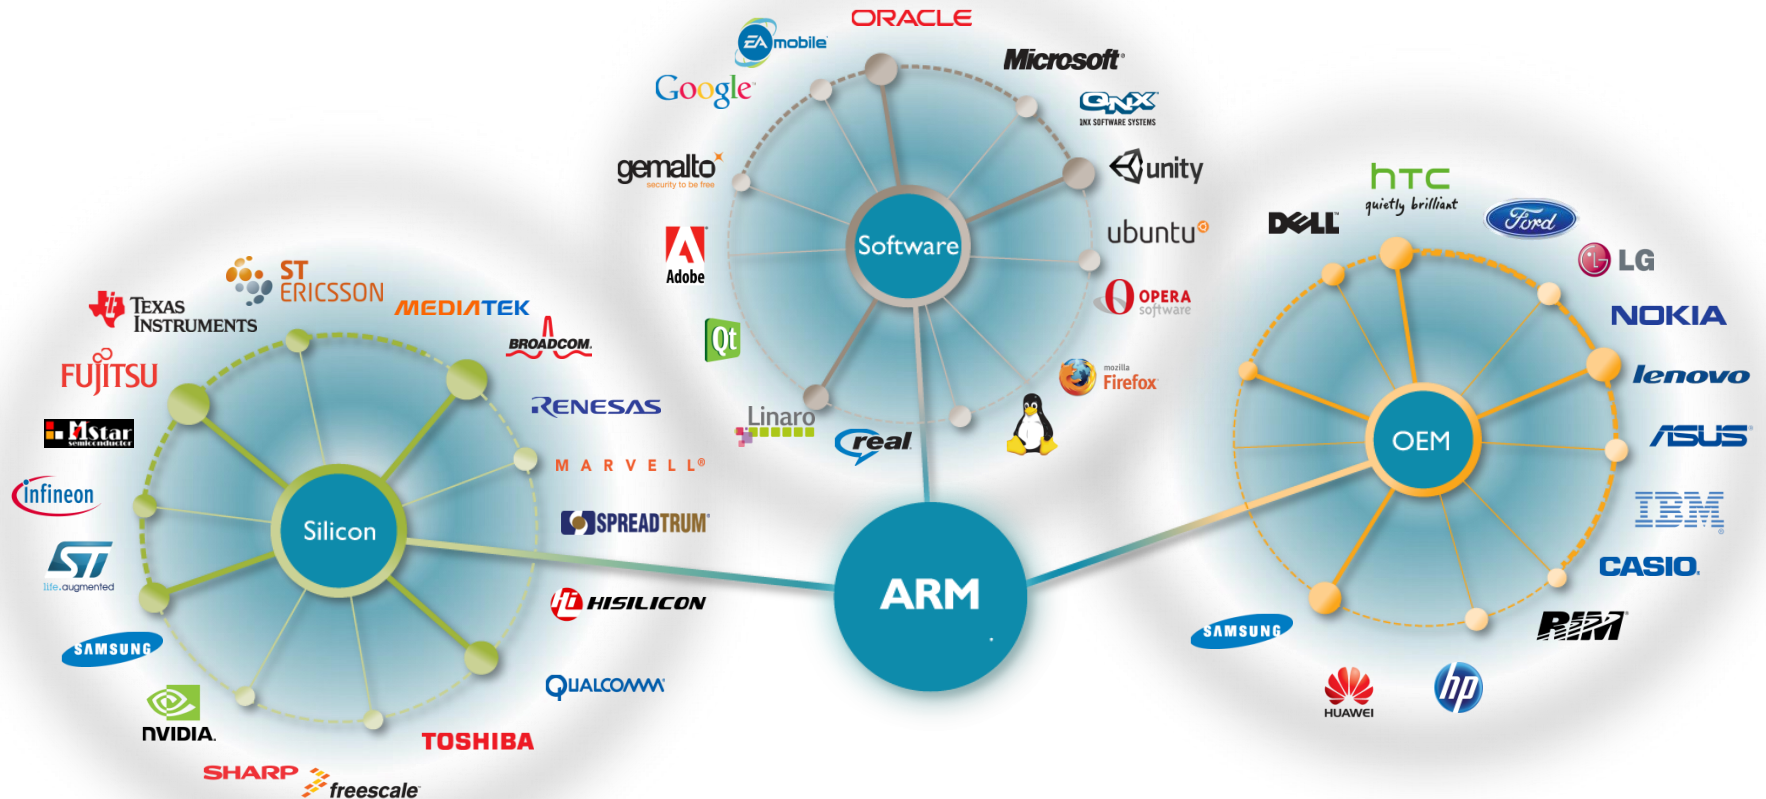 ORACLE
EA mobile
Microsoft
Google
QNX
QNX SOFTWARE SYSTEMS
gemalto
security to be free
unity
ubuntu
Software
Adobe
OPERA
software
Qt
mozilla
Firefox
Linaro
real
ST
ERICSSON
MEDIATEK
TEXAS
INSTRUMENTS
BROADCOM.
FUJITSU
RENESAS
MStar
semiconductor
MARVELL®
infineon
SPREADTRUM
Silicon
ST
life.augmented
Hi HISILICON
SAMSUNG
QUALCOMM
NVIDIA.
TOSHIBA
SHARP
freescale
ARM
hTC
quietly brilliant
DELL
Ford
LG
NOKIA
lenovo
OEM
ASUS
IBM
CASIO.
RIM
SAMSUNG
HUAWEI
hp